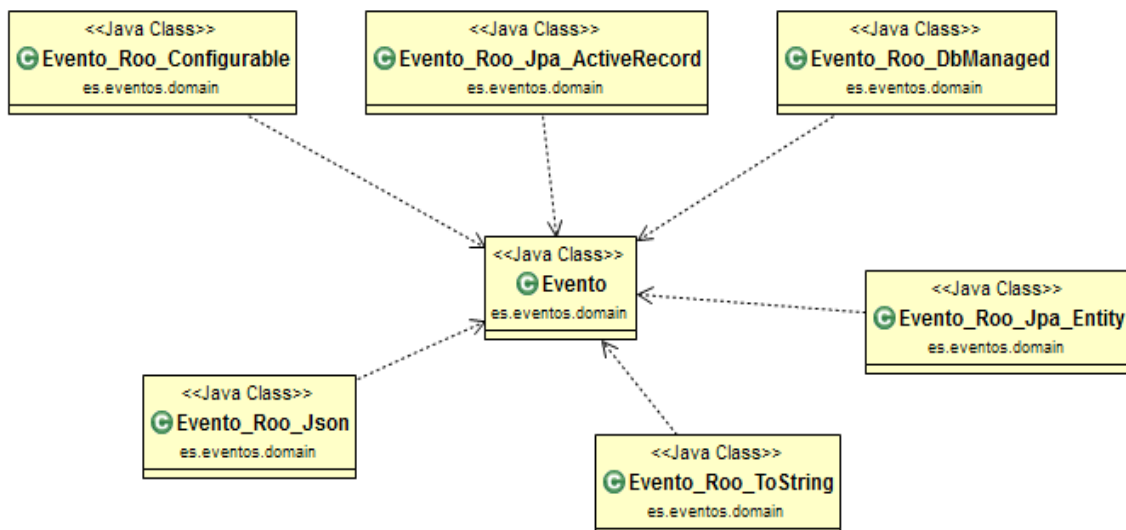 <<Java Class>>
Evento_Roo_Configurable
es.eventos.domain
<<Java Class>>
Evento_Roo_Jpa_ActiveRecord
es.eventos.domain
<<Java Class>>
Evento_Roo_DbManaged
es.eventos.domain
<<Java Class>>
Evento
es.eventos.domain
<<Java Class>>
Evento_Roo_Jpa_Entity
es.eventos.domain
<<Java Class>>
Evento_Roo_Json
es.eventos.domain
<<Java Class>>
Evento_Roo_ToString
es.eventos.domain